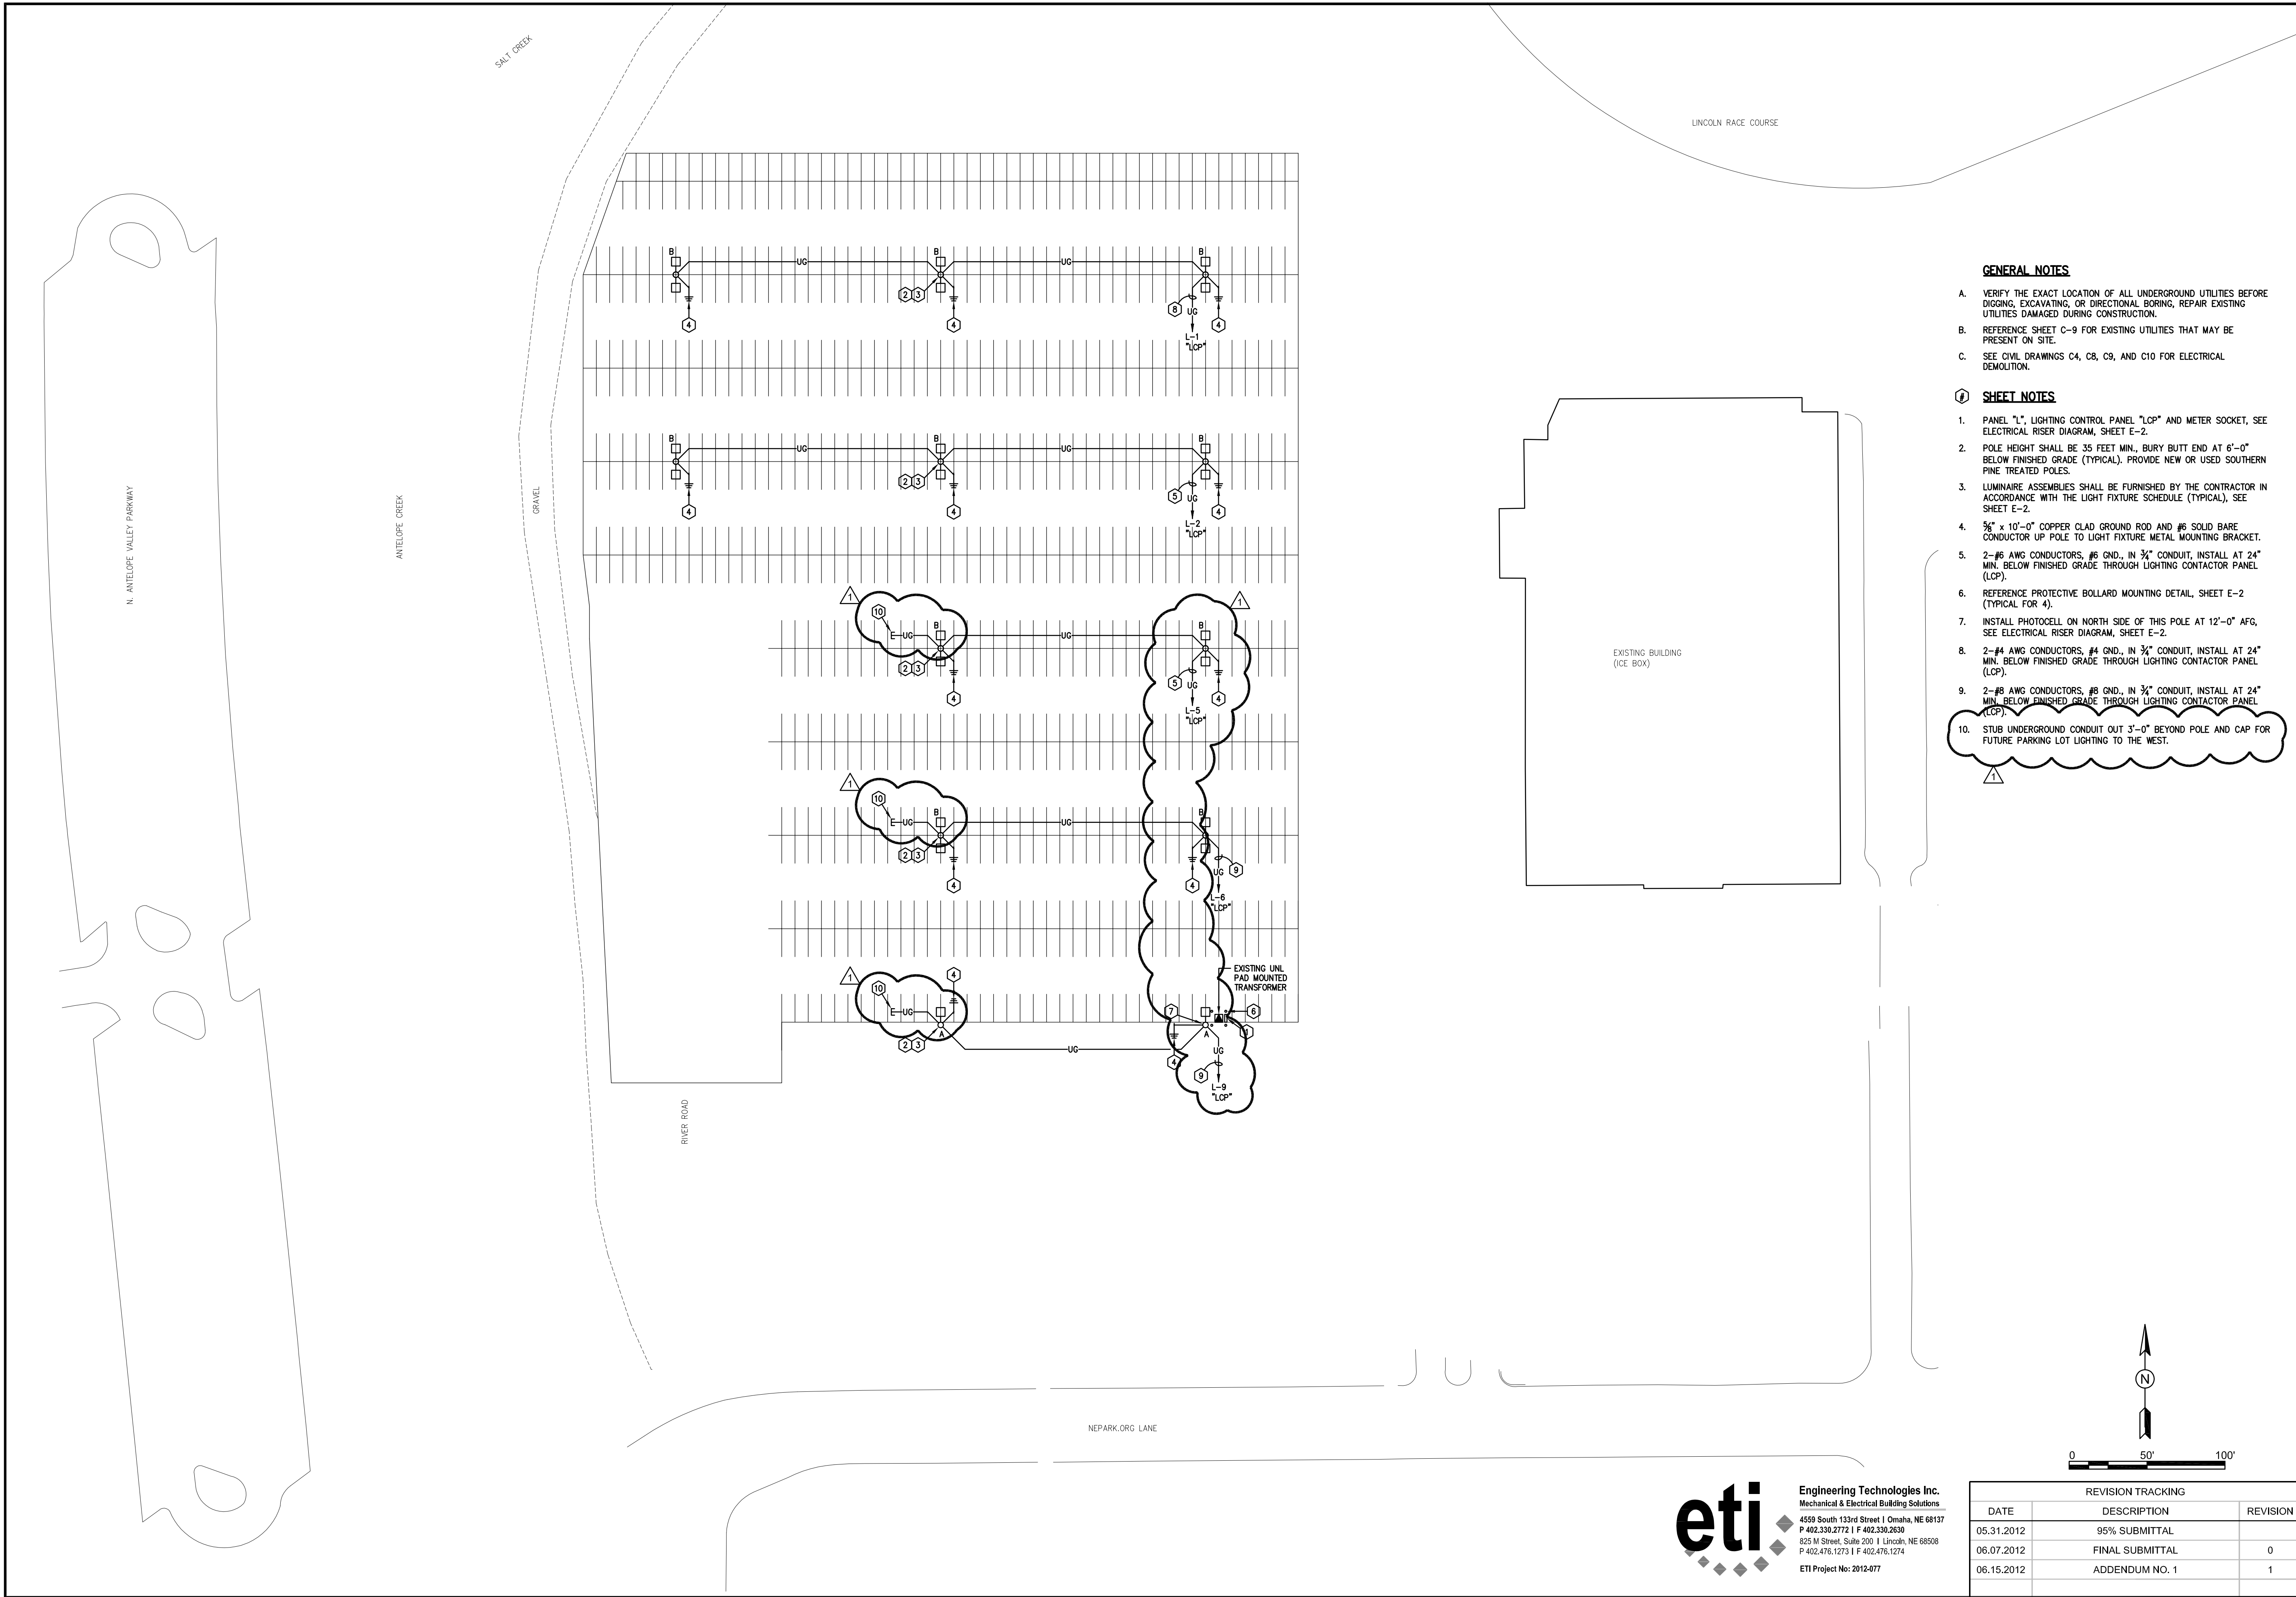 SALT CREEK
LINCOLN RACE COURSE
N. ANTELOPE VALLEY PARKWAY
ANTELOPE CREEK
GRAVEL
B
B
B
UG
UG
2 3
8
UG
4
4
4
L-1
"LCP"
B
B
B
UG
UG
2 3
5
UG
4
4
4
L-2
"LCP"
1
1
10
B
B
E
UG
UG
2 3
5
UG
4
4
L-5
"LCP"
EXISTING BUILDING
(ICE BOX)
1
10
B
B
E
UG
UG
2 3
9
UG
4
4
L-6
"LCP"
1
4
EXISTING UNL
PAD MOUNTED
TRANSFORMER
10
E
UG
7
6
A
A
1
2 3
UG
UG
4
9
L-9
"LCP"
RIVER ROAD
NEPARK.ORG LANE
GENERAL NOTES
A. VERIFY THE EXACT LOCATION OF ALL UNDERGROUND UTILITIES BEFORE
DIGGING, EXCAVATING, OR DIRECTIONAL BORING, REPAIR EXISTING
UTILITIES DAMAGED DURING CONSTRUCTION.
B. REFERENCE SHEET C-9 FOR EXISTING UTILITIES THAT MAY BE
PRESENT ON SITE.
C. SEE CIVIL DRAWINGS C4, C8, C9, AND C10 FOR ELECTRICAL
DEMOLITION.
# SHEET NOTES
1. PANEL "L", LIGHTING CONTROL PANEL "LCP" AND METER SOCKET, SEE
ELECTRICAL RISER DIAGRAM, SHEET E-2.
2. POLE HEIGHT SHALL BE 35 FEET MIN., BURY BUTT END AT 6'-0"
BELOW FINISHED GRADE (TYPICAL). PROVIDE NEW OR USED SOUTHERN
PINE TREATED POLES.
3. LUMINAIRE ASSEMBLIES SHALL BE FURNISHED BY THE CONTRACTOR IN
ACCORDANCE WITH THE LIGHT FIXTURE SCHEDULE (TYPICAL), SEE
SHEET E-2.
4. 5/8" x 10'-0" COPPER CLAD GROUND ROD AND #6 SOLID BARE
CONDUCTOR UP POLE TO LIGHT FIXTURE METAL MOUNTING BRACKET.
5. 2-#6 AWG CONDUCTORS, #6 GND., IN 3/4" CONDUIT, INSTALL AT 24"
MIN. BELOW FINISHED GRADE THROUGH LIGHTING CONTACTOR PANEL
(LCP).
6. REFERENCE PROTECTIVE BOLLARD MOUNTING DETAIL, SHEET E-2
(TYPICAL FOR 4).
7. INSTALL PHOTOCELL ON NORTH SIDE OF THIS POLE AT 12'-0" AFG,
SEE ELECTRICAL RISER DIAGRAM, SHEET E-2.
8. 2-#4 AWG CONDUCTORS, #4 GND., IN 3/4" CONDUIT, INSTALL AT 24"
MIN. BELOW FINISHED GRADE THROUGH LIGHTING CONTACTOR PANEL
(LCP).
9. 2-#8 AWG CONDUCTORS, #8 GND., IN 3/4" CONDUIT, INSTALL AT 24"
MIN. BELOW FINISHED GRADE THROUGH LIGHTING CONTACTOR PANEL
(LCP).
10. STUB UNDERGROUND CONDUIT OUT 3'-0" BEYOND POLE AND CAP FOR
FUTURE PARKING LOT LIGHTING TO THE WEST.
1
N
0 50' 100'
eti
Engineering Technologies Inc.
Mechanical & Electrical Building Solutions
4559 South 133rd Street | Omaha, NE 68137
P 402.330.2772 | F 402.330.2630
825 M Street, Suite 200 | Lincoln, NE 68508
P 402.476.1273 | F 402.476.1274
ETI Project No: 2012-077
REVISION TRACKING
DATE DESCRIPTION REVISION
05.31.2012 95% SUBMITTAL
06.07.2012 FINAL SUBMITTAL 0
06.15.2012 ADDENDUM NO. 1 1